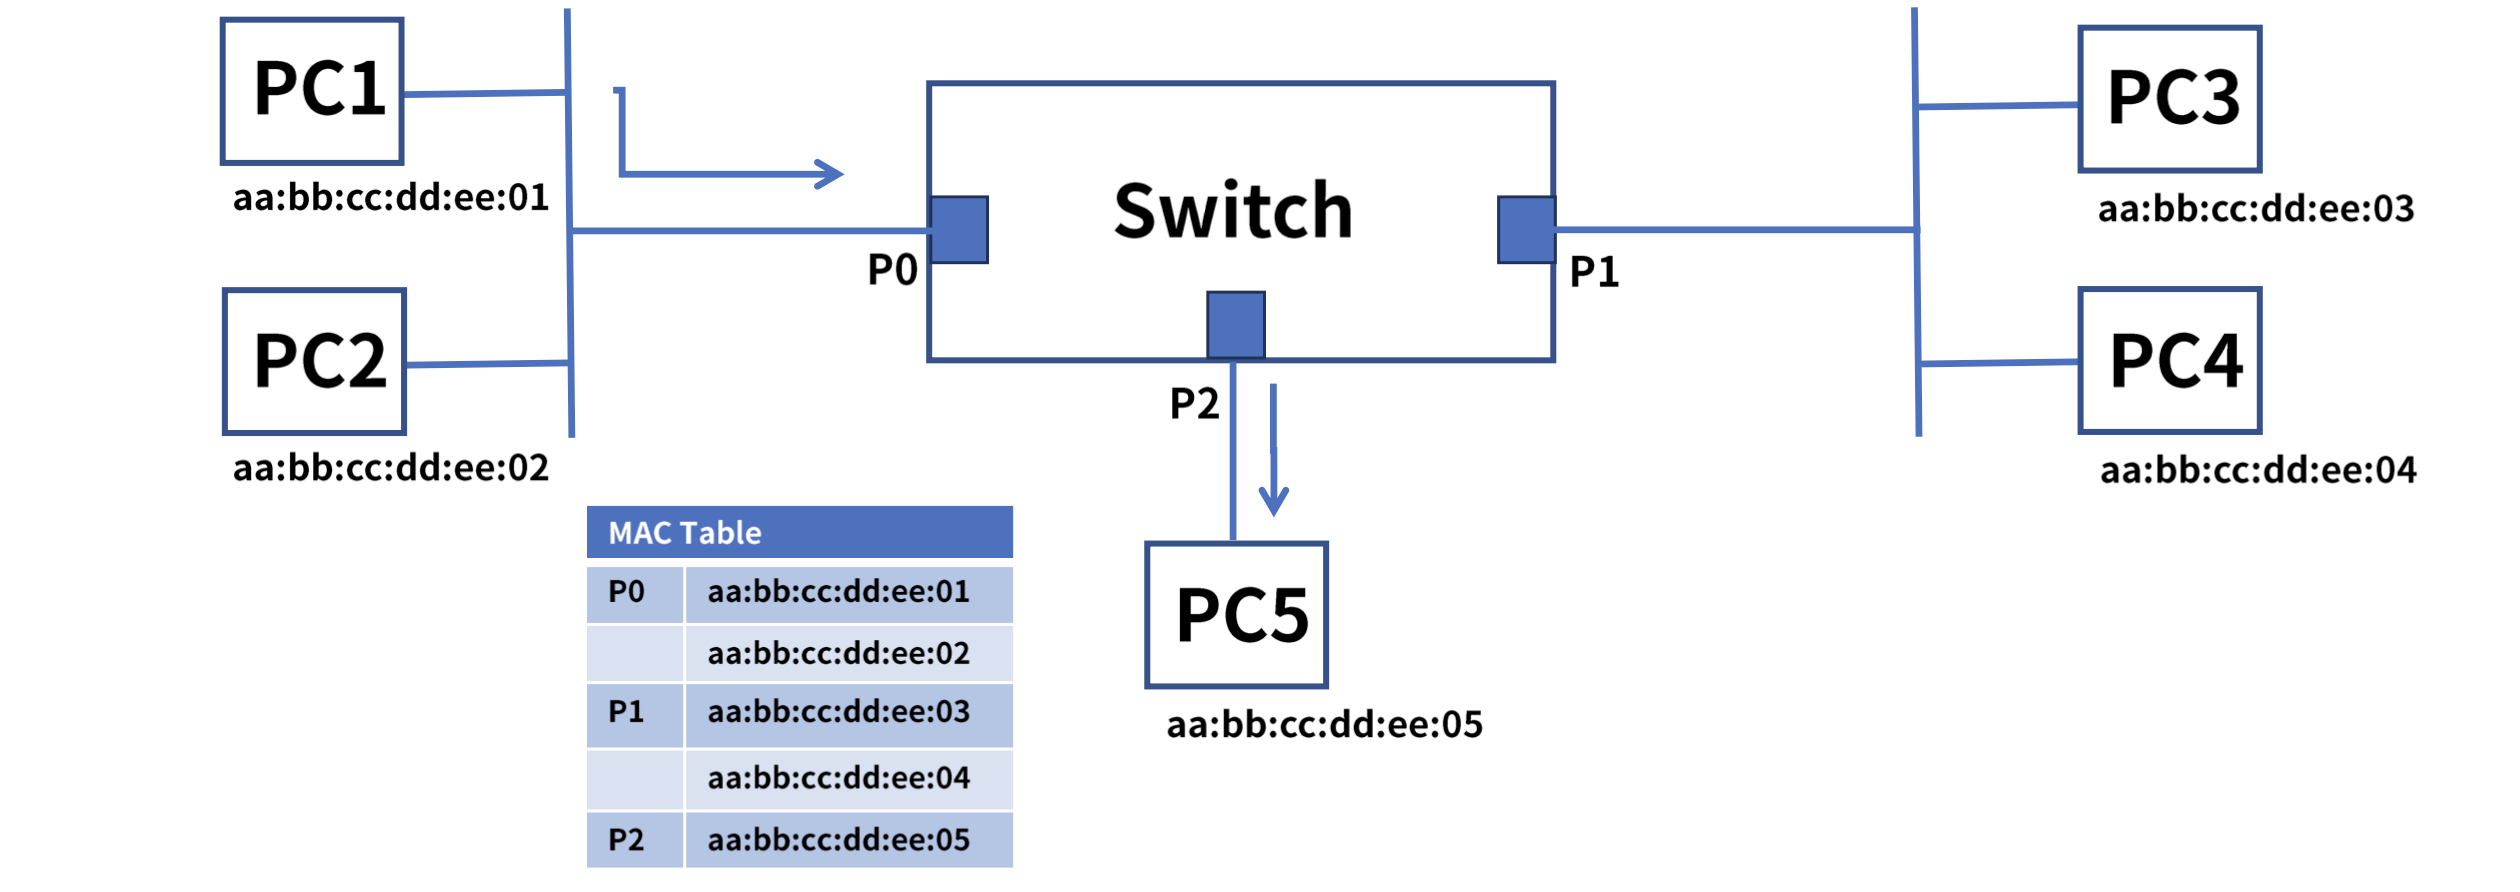 PC1
aa:bb:cc:dd:ee:01
PC2
aa:bb:cc:dd:ee:02
Switch
P0
P1
P2
PC3
aa:bb:cc:dd:ee:03
PC4
aa:bb:cc:dd:ee:04
PC5
aa:bb:cc:dd:ee:05
MAC Table
P0 aa:bb:cc:dd:ee:01
aa:bb:cc:dd:ee:02
P1 aa:bb:cc:dd:ee:03
aa:bb:cc:dd:ee:04
P2 aa:bb:cc:dd:ee:05